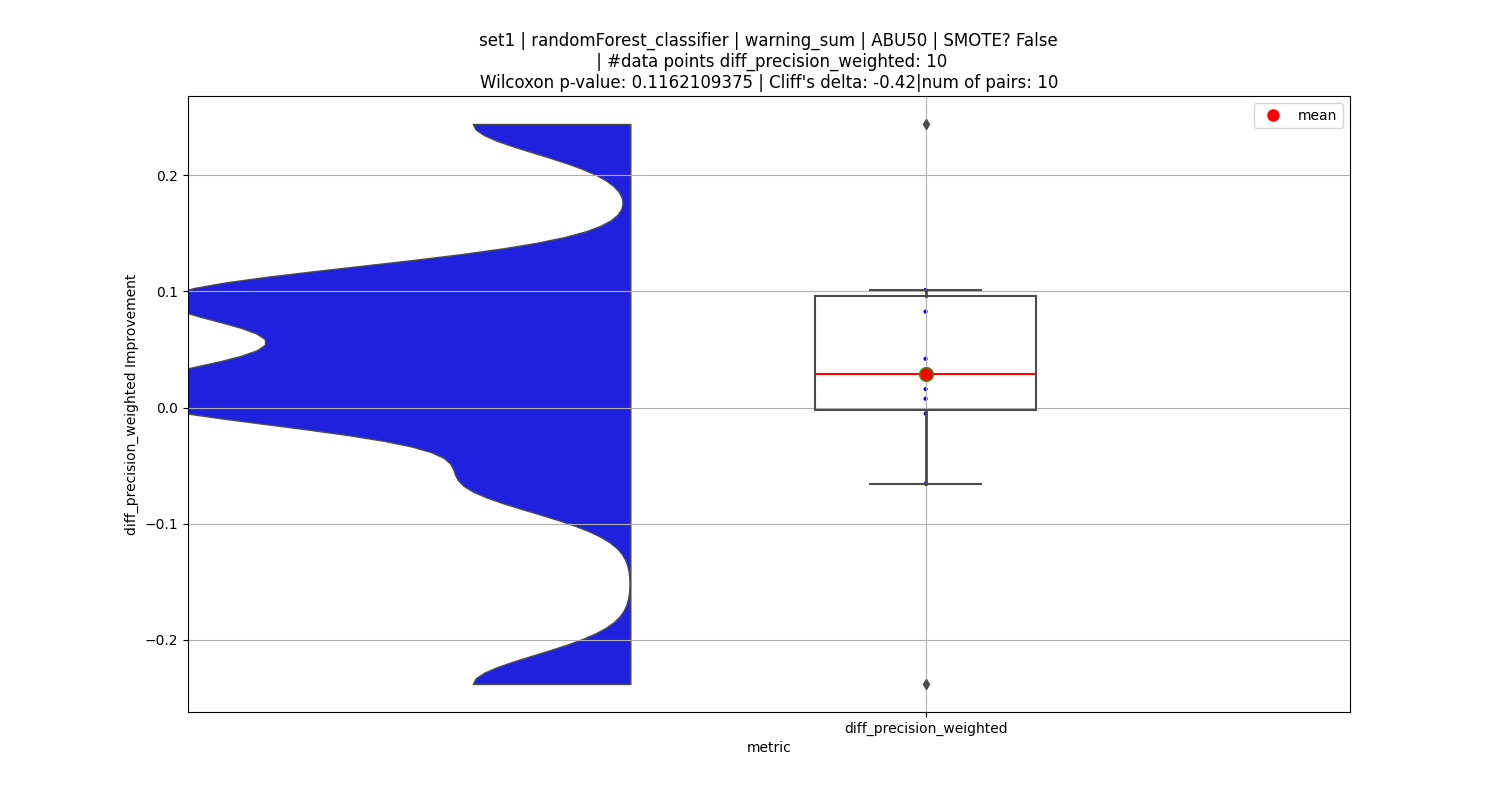 set1 | randomForest_classifier | warning_sum | ABU50 | SMOTE? False
| #data points diff_precision_weighted: 10
Wilcoxon p-value: 0.1162109375 | Cliff's delta: -0.42|num of pairs: 10
mean
0.2
0.1
0.0
−0.1
−0.2
diff_precision_weighted Improvement
diff_precision_weighted
metric